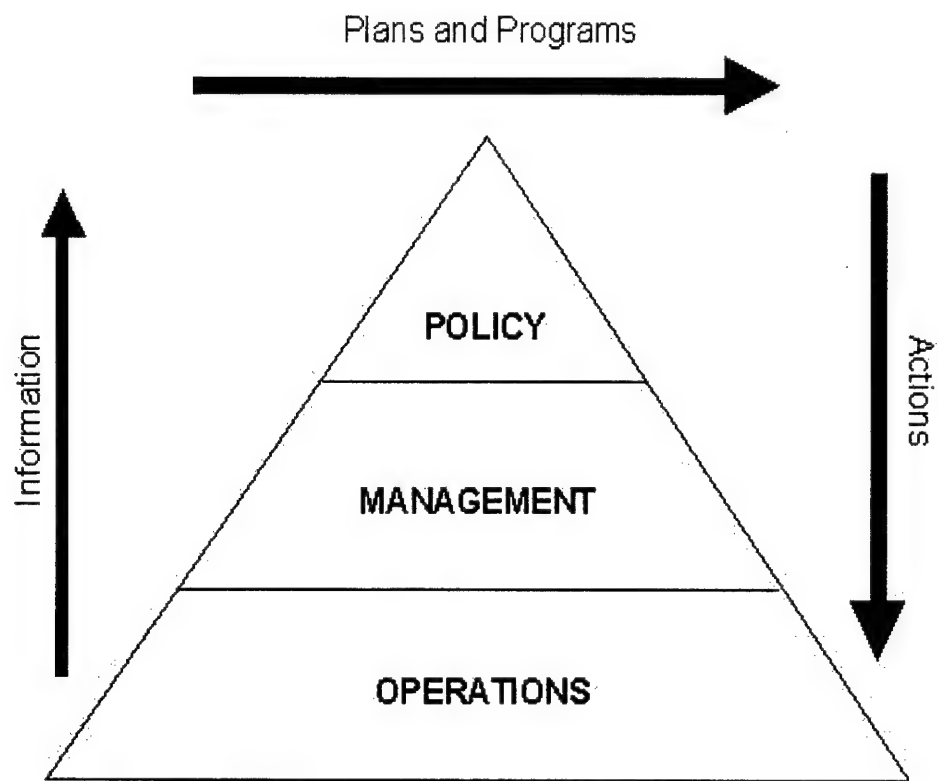 Plans and Programs
Information
POLICY
Actions
MANAGEMENT
OPERATIONS